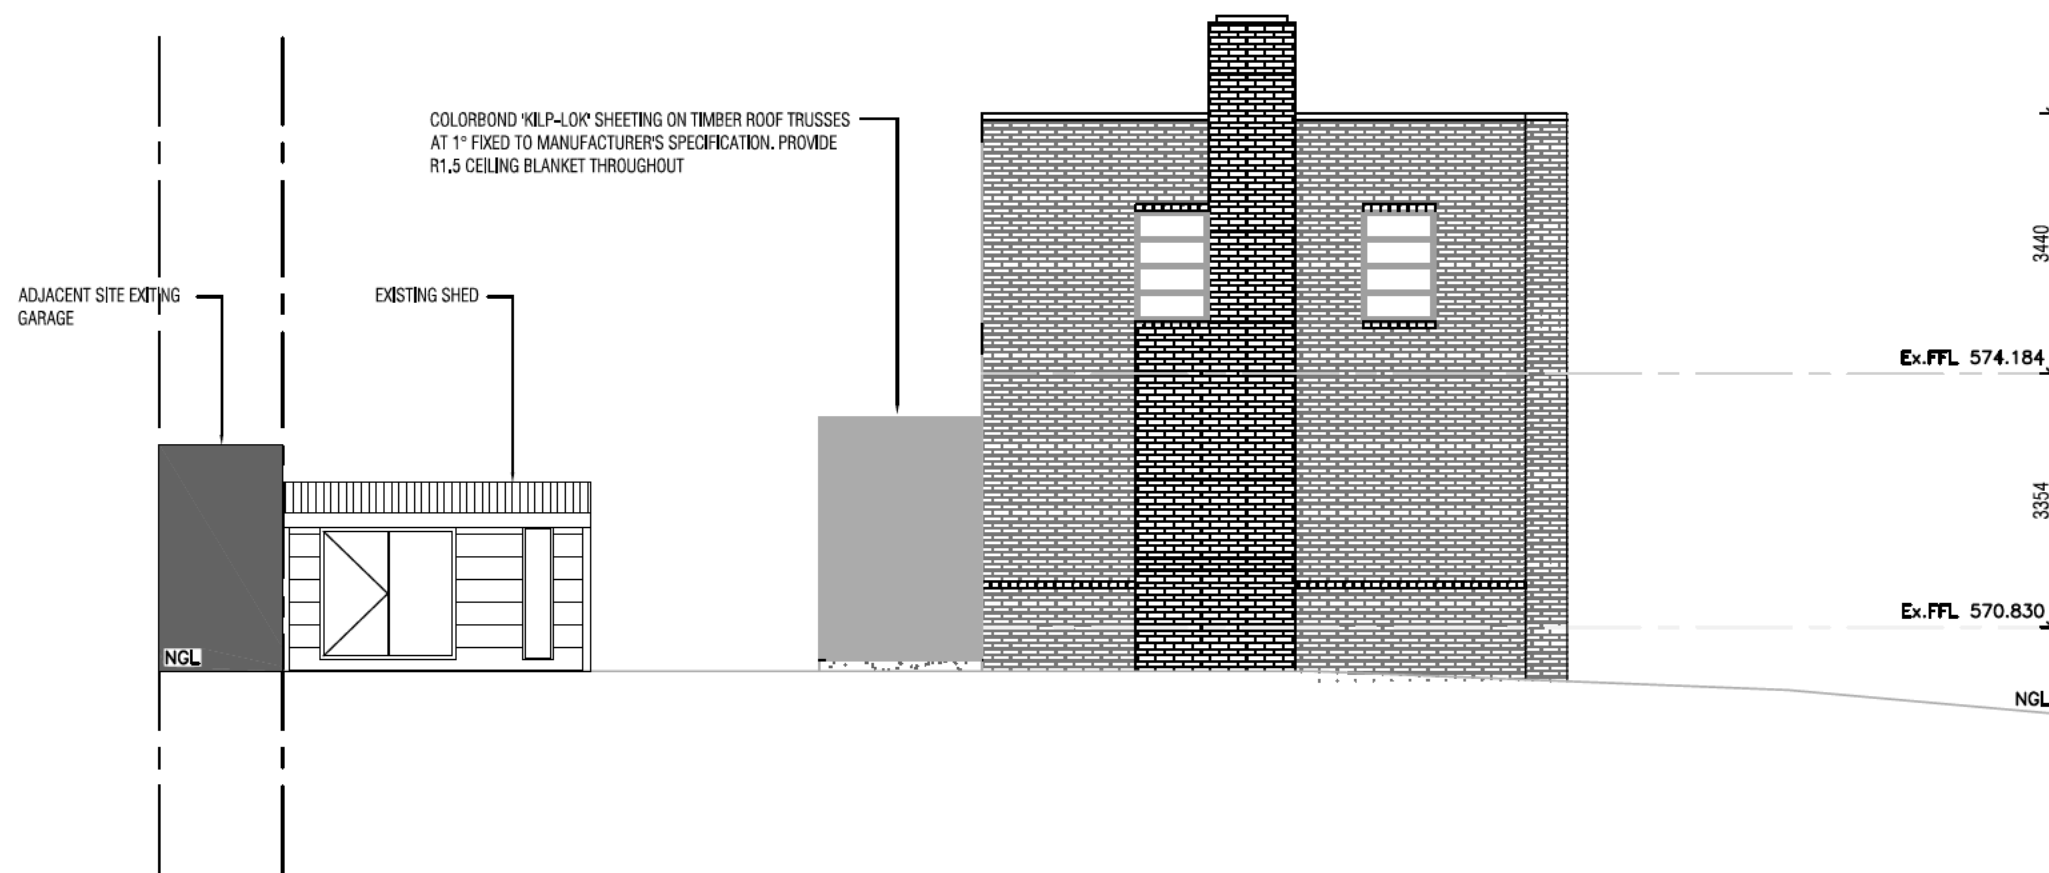 COLORBOND 'KILP-LOK' SHEETING ON TIMBER ROOF TRUSSES
AT 1° FIXED TO MANUFACTURER'S SPECIFICATION. PROVIDE
R1.5 CEILING BLANKET THROUGHOUT
3440
ADJACENT SITE EXITING
GARAGE
EXISTING SHED
Ex.FFL 574.184
3354
Ex.FFL 570.830
NGL
NGL